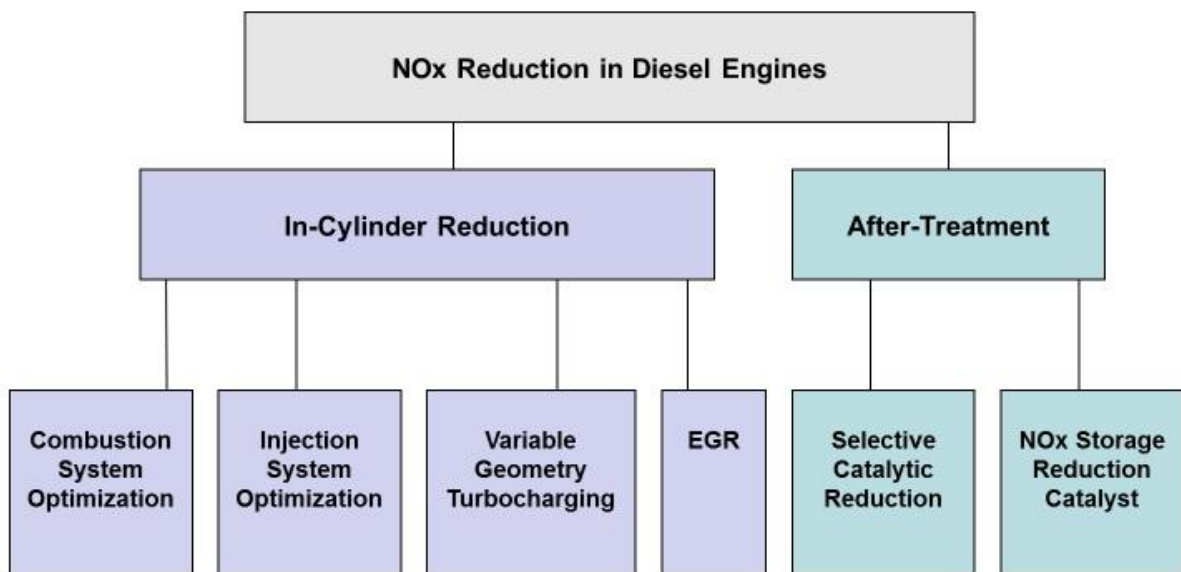 NOx Reduction in Diesel Engines
In-Cylinder Reduction
After-Treatment
Combustion
System
Optimization
Injection
System
Optimization
Variable
Geometry
Turbocharging
EGR
Selective
Catalytic
Reduction
NOx Storage
Reduction
Catalyst